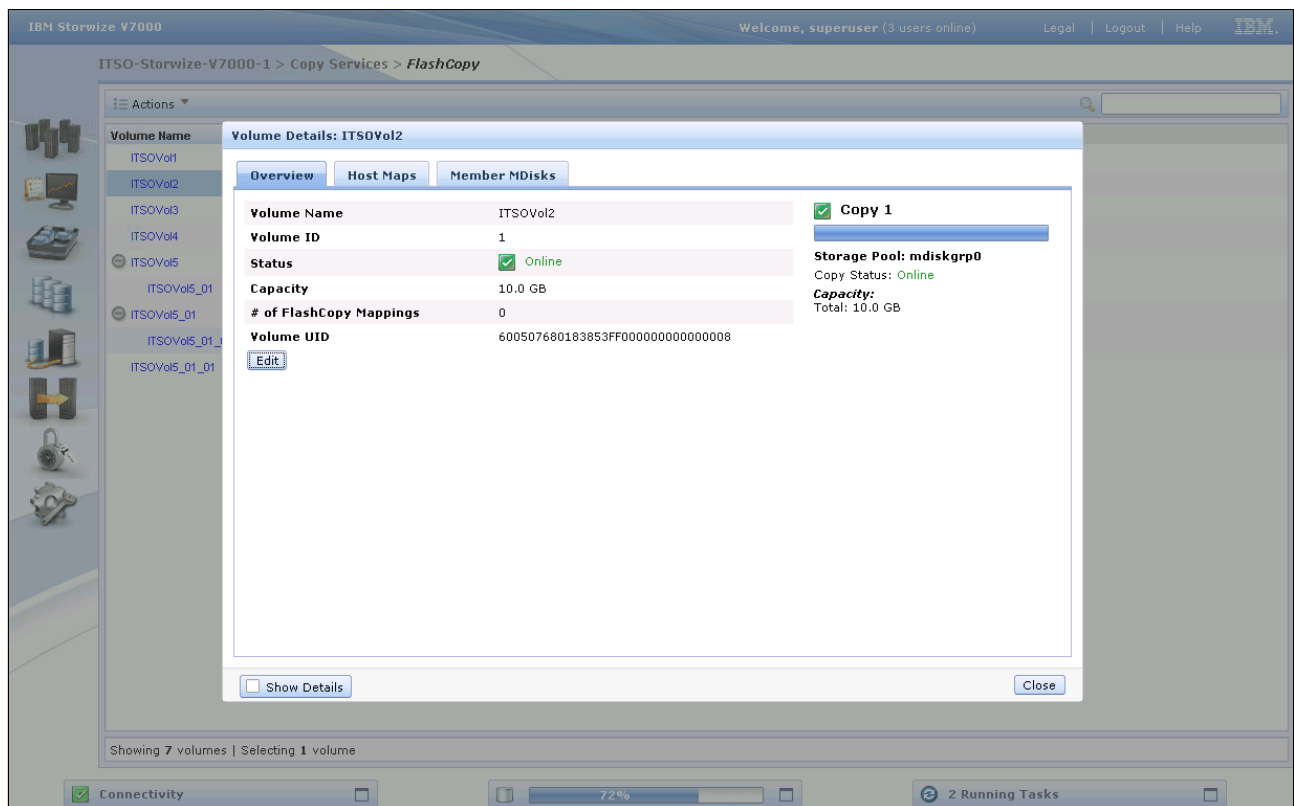 IBM Storwize V7000
Welcome, superuser (3 users online)
Legal | Logout | Help
IBM.
ITSO-Storwize-V7000-1 > Copy Services > FlashCopy
Actions
Volume Name
ITSOVol1
ITSOVol2
ITSOVol3
ITSOVol4
ITSOVol5
ITSOVol5_01
ITSOVol5_01
ITSOVol5_01_
ITSOVol5_01_01
Volume Details: ITSOVol2
Overview
Host Maps
Member MDisks
Volume Name ITSOVol2
Volume ID 1
Status Online
Capacity 10.0 GB
# of FlashCopy Mappings 0
Volume UID 600507680183853FF000000000000008
Edit
Copy 1
Storage Pool: mdiskgrp0
Copy Status: Online
Capacity:
Total: 10.0 GB
Show Details
Close
Showing 7 volumes | Selecting 1 volume
Connectivity
72%
2 Running Tasks